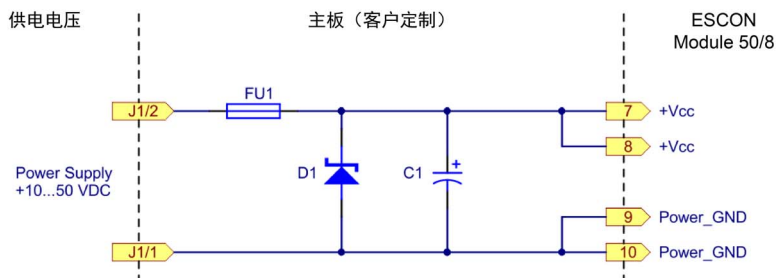 供电电压
主板（客户定制）
ESCON
Module 50/8
FU1
J1/2
7
+Vcc
8
+Vcc
Power Supply
+10...50 VDC
D1
C1
+
9
Power_GND
J1/1
10
Power_GND